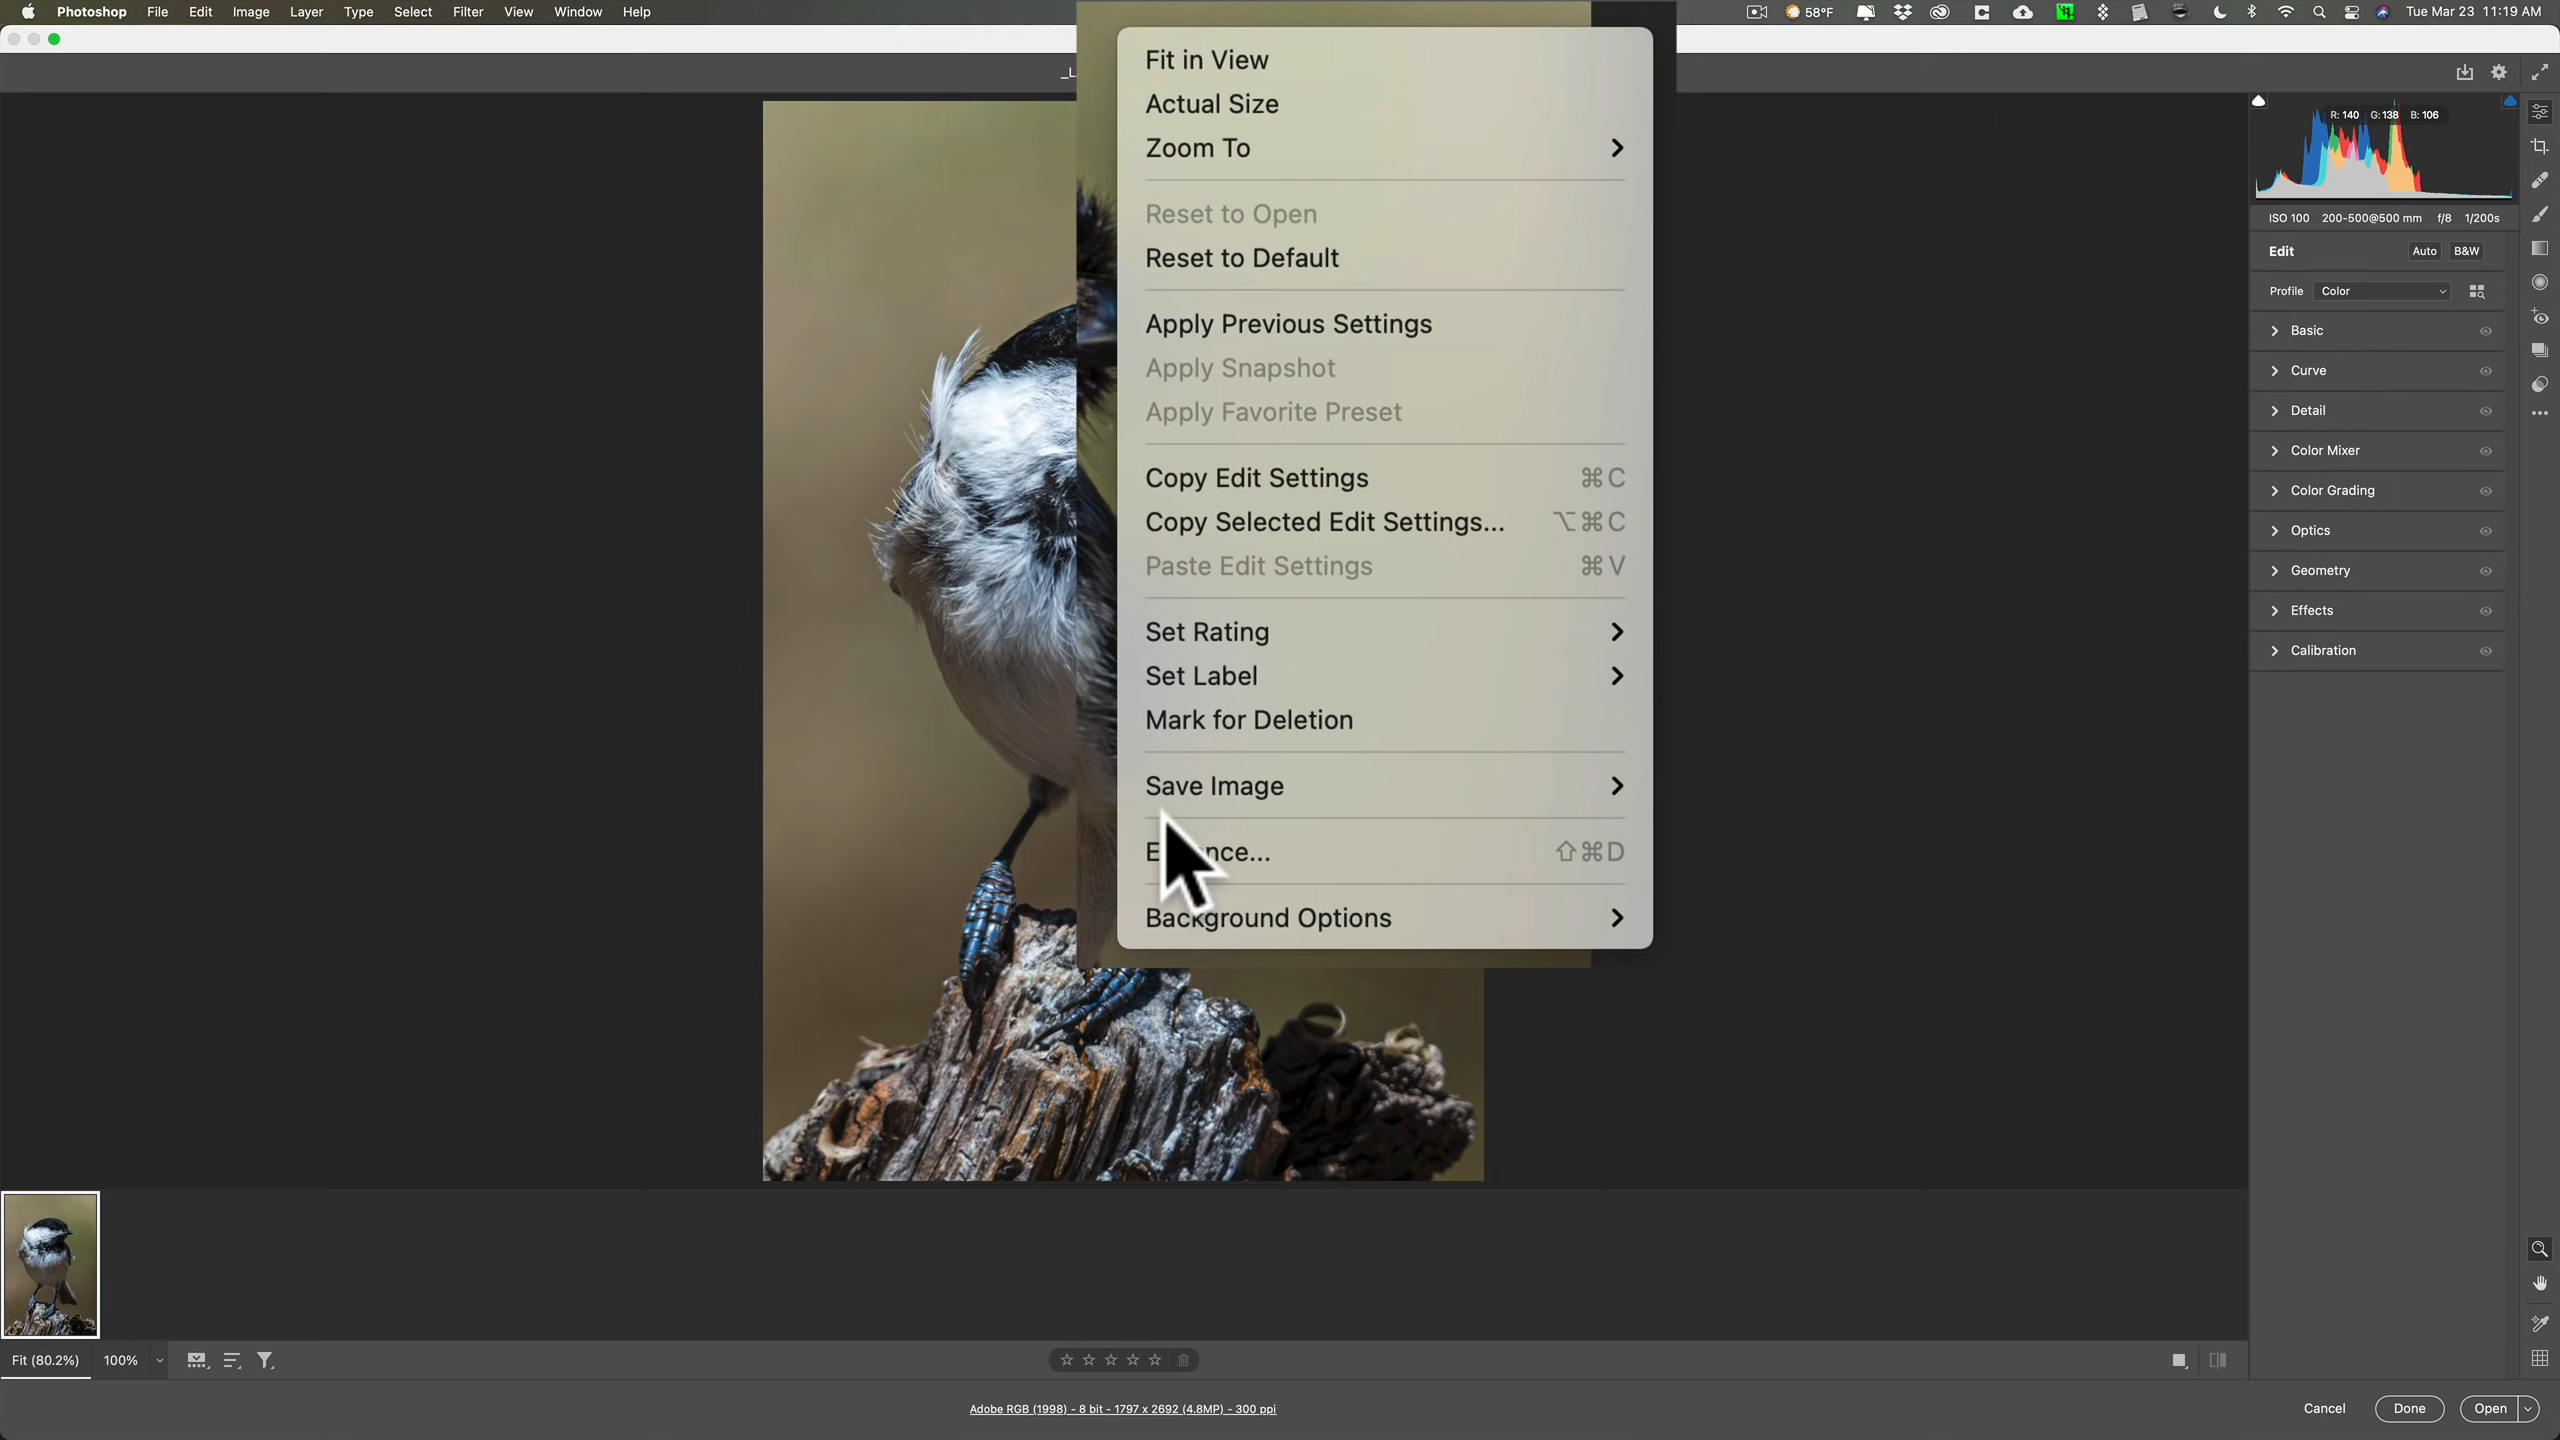 Photoshop File Edit Image Layer Type Select Filter View Window Help
58°F Tue Mar 23 11:19 AM
_L
Fit in View
Actual Size
Zoom To
Reset to Open
Reset to Default
Apply Previous Settings
Apply Snapshot
Apply Favorite Preset
Copy Edit Settings ⌘C
Copy Selected Edit Settings... ⌥⌘C
Paste Edit Settings ⌘V
Set Rating
Set Label
Mark for Deletion
Save Image
⇧⌘D
Background Options
R: 140 G: 138 B: 106
ISO 100 200-500@500 mm f/8 1/200s
Edit Auto B&W
Profile Color
Basic
Curve
Detail
Color Mixer
Color Grading
Optics
Geometry
Effects
Calibration
Fit (80.2%) 100%
Adobe RGB (1998) - 8 bit - 1797 x 2692 (4.8MP) - 300 ppi
Cancel Done Open